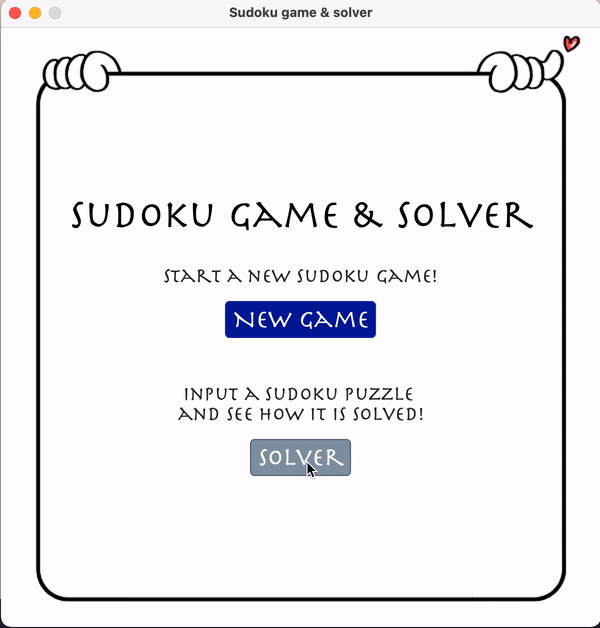 Sudoku game & solver
SUDOKU GAME & SOLVER
START A NEW SUDOKU GAME!
NEW GAME
INPUT A SUDOKU PUZZLE
AND SEE HOW IT IS SOLVED!
SOLVER